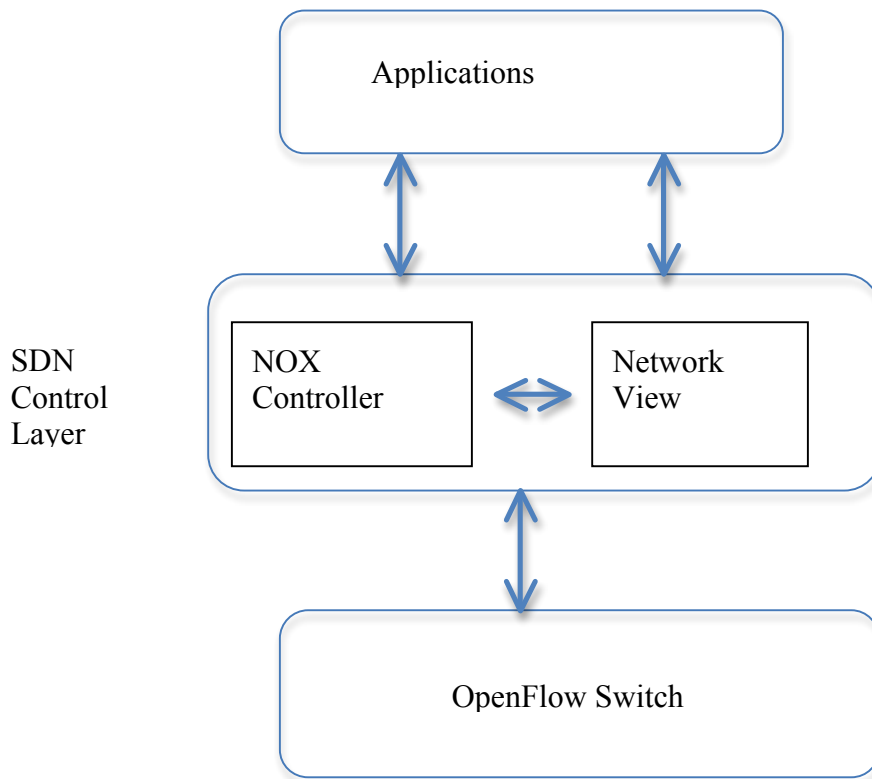 Applications
SDN
Control
Layer
NOX
Controller
Network
View
OpenFlow Switch